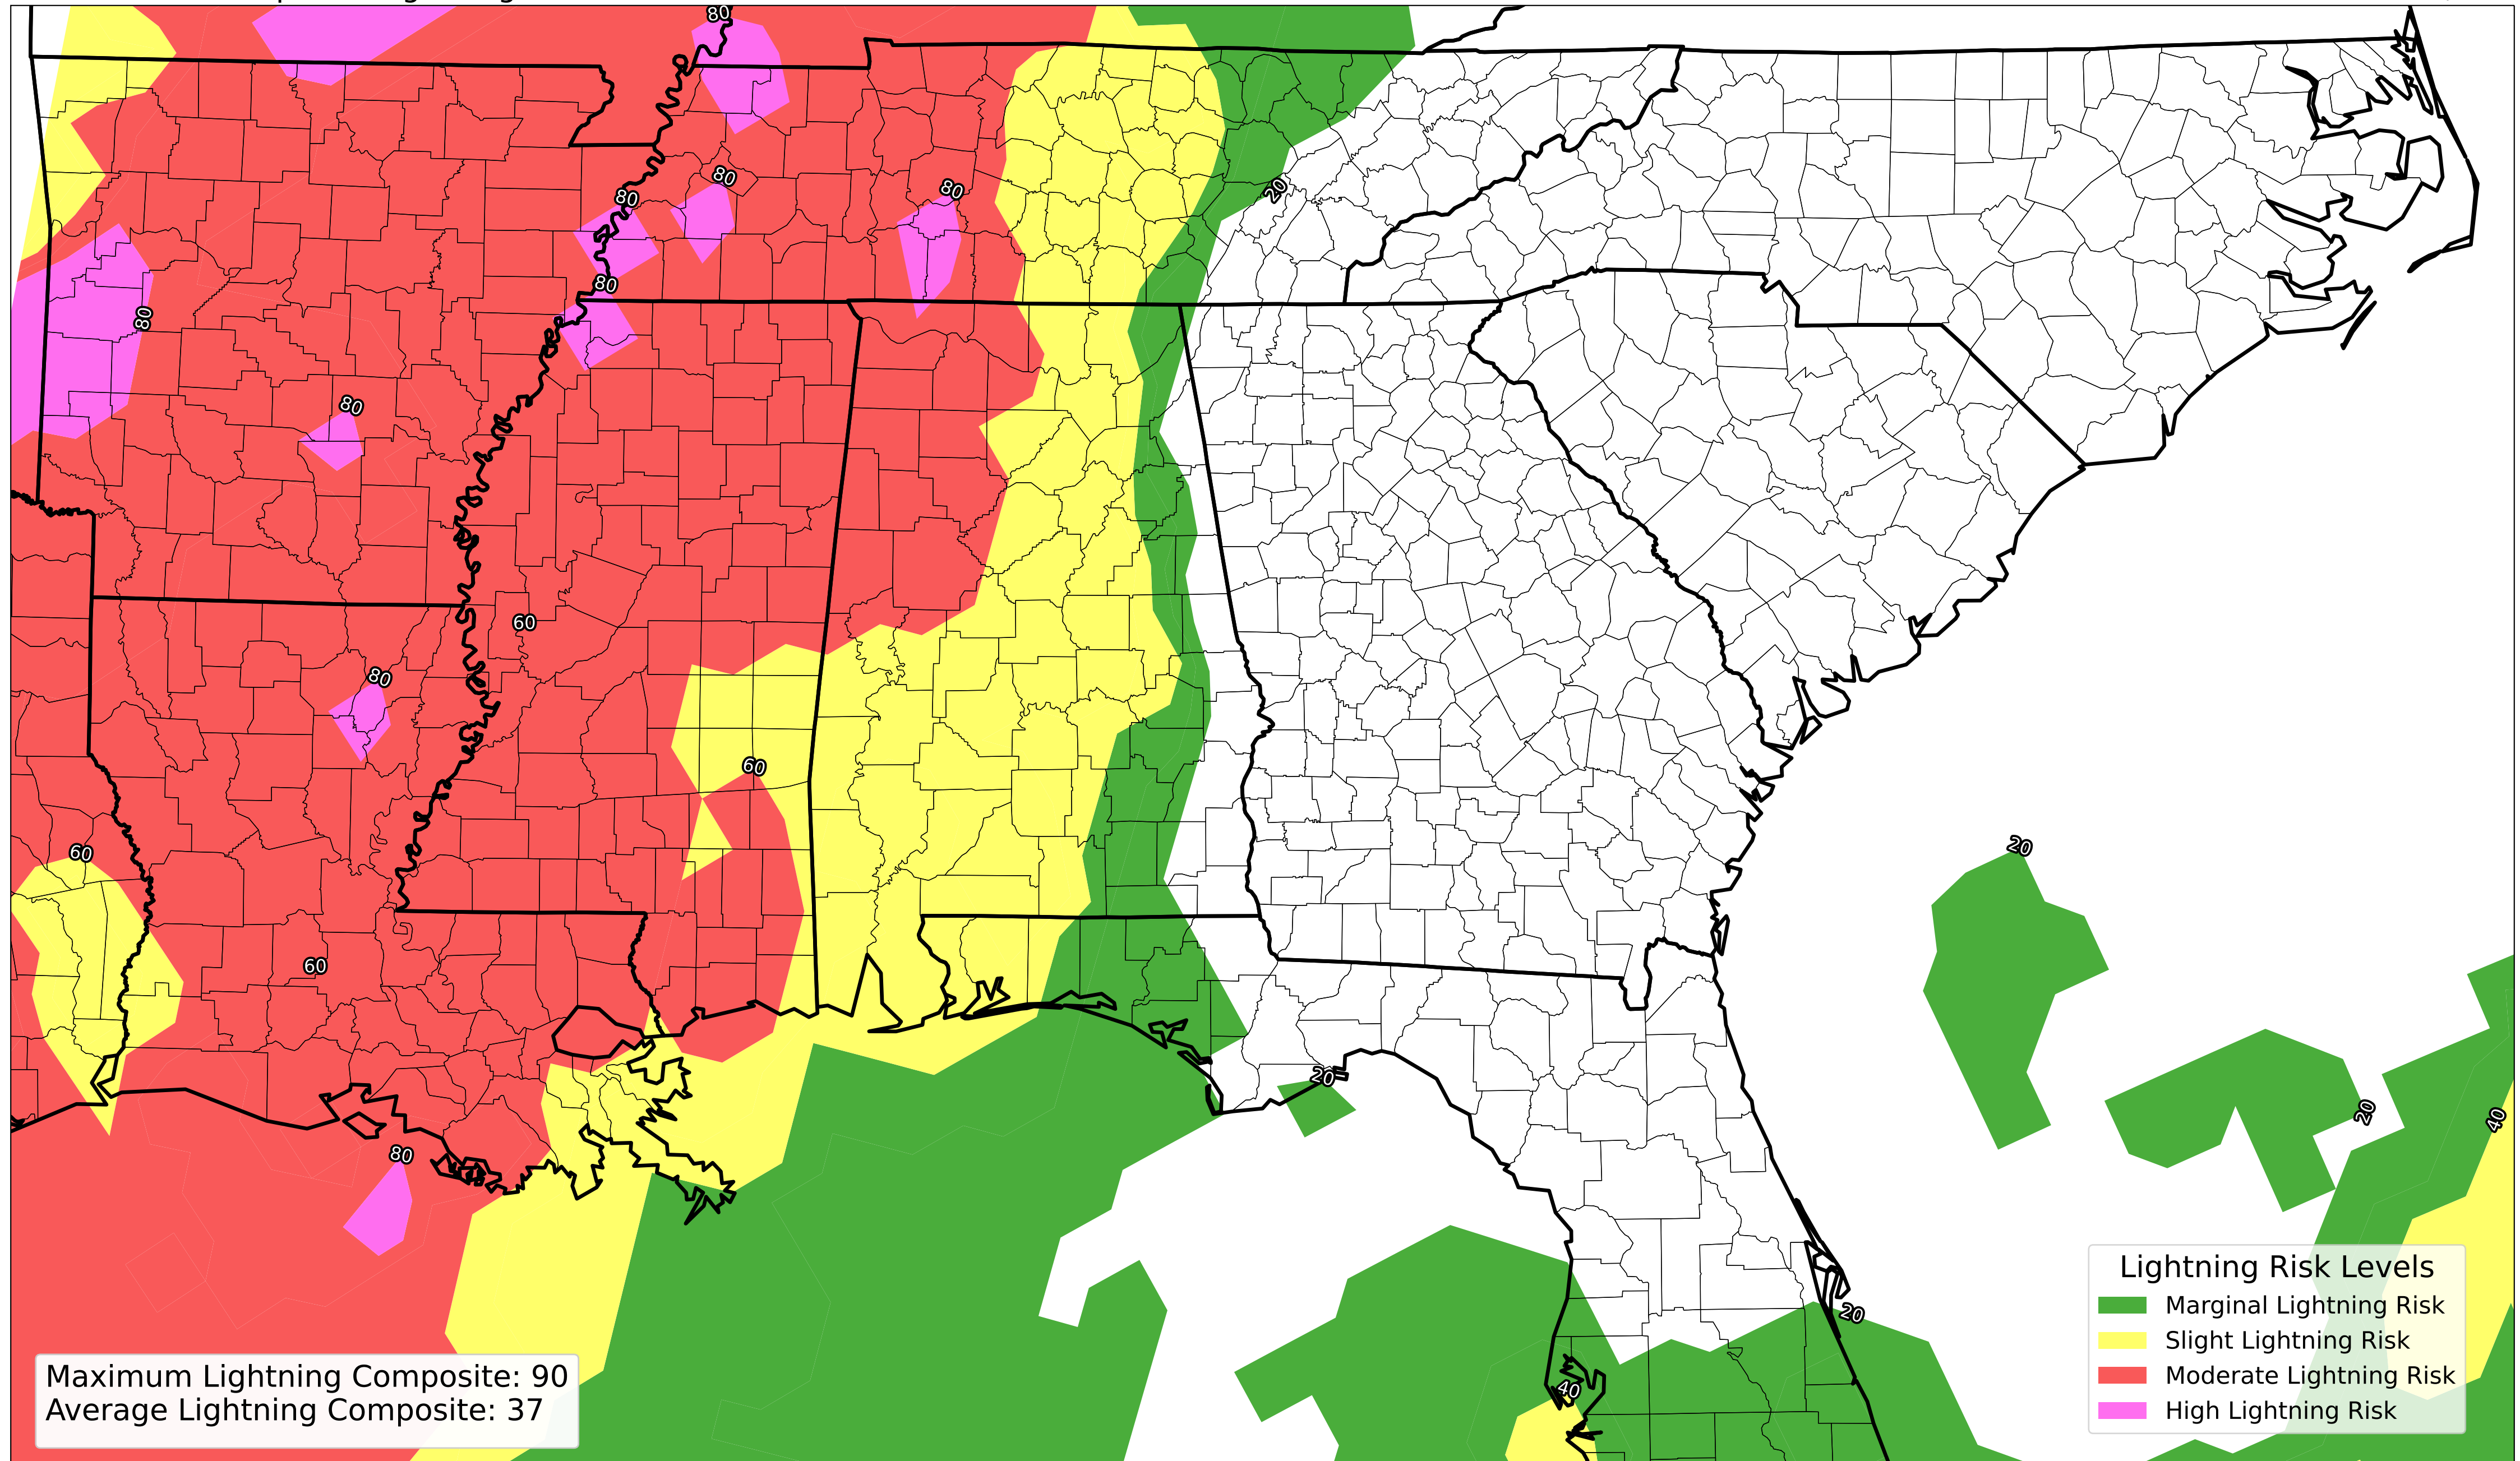 80
80
80
80
20
80
80
80
60
80
60
20
60
60
20
20
40
80
20
40
Lightning Risk Levels
Marginal Lightning Risk
Slight Lightning Risk
Moderate Lightning Risk
High Lightning Risk
Maximum Lightning Composite: 90
Average Lightning Composite: 37